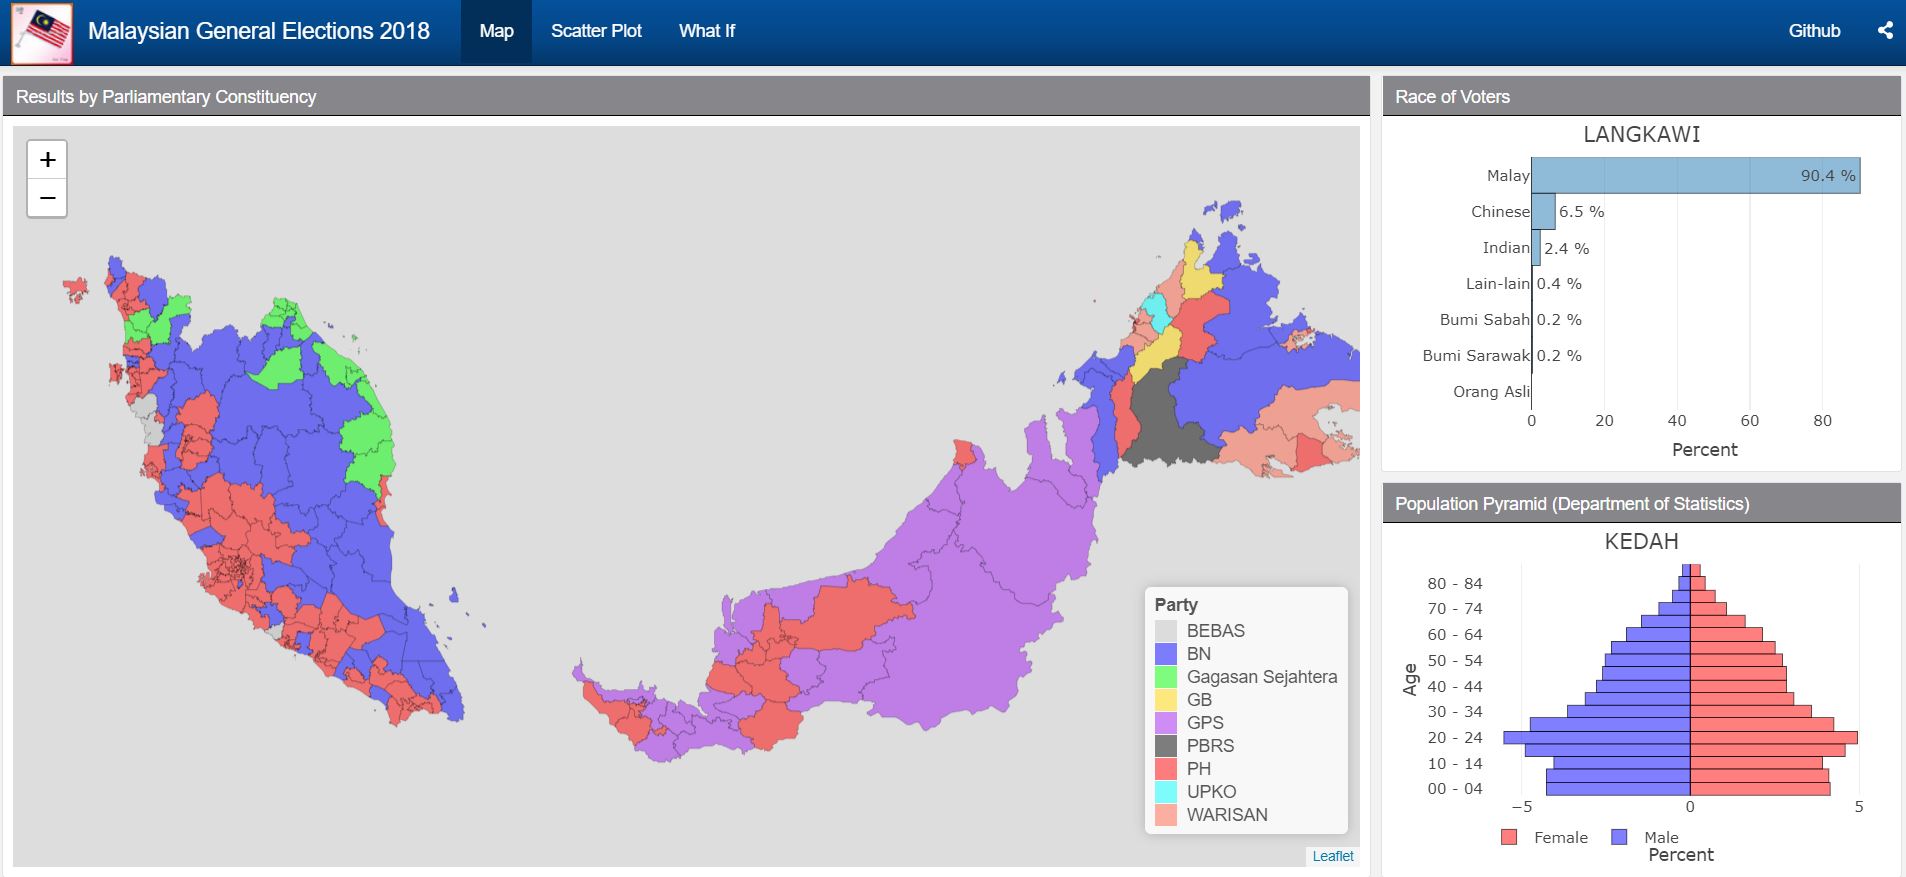 Malaysian General Elections 2018
Map
Scatter Plot
What If
Github
Results by Parliamentary Constituency
+
−
Party
BEBAS
BN
Gagasan Sejahtera
GB
GPS
PBRS
PH
UPKO
WARISAN
Leaflet
Race of Voters
LANGKAWI
Malay 90.4 %
Chinese 6.5 %
Indian 2.4 %
Lain-lain 0.4 %
Bumi Sabah 0.2 %
Bumi Sarawak 0.2 %
Orang Asli
0 20 40 60 80
Percent
Population Pyramid (Department of Statistics)
KEDAH
Age
80 - 84
70 - 74
60 - 64
50 - 54
40 - 44
30 - 34
20 - 24
10 - 14
00 - 04
−5 0 5
Female Male
Percent